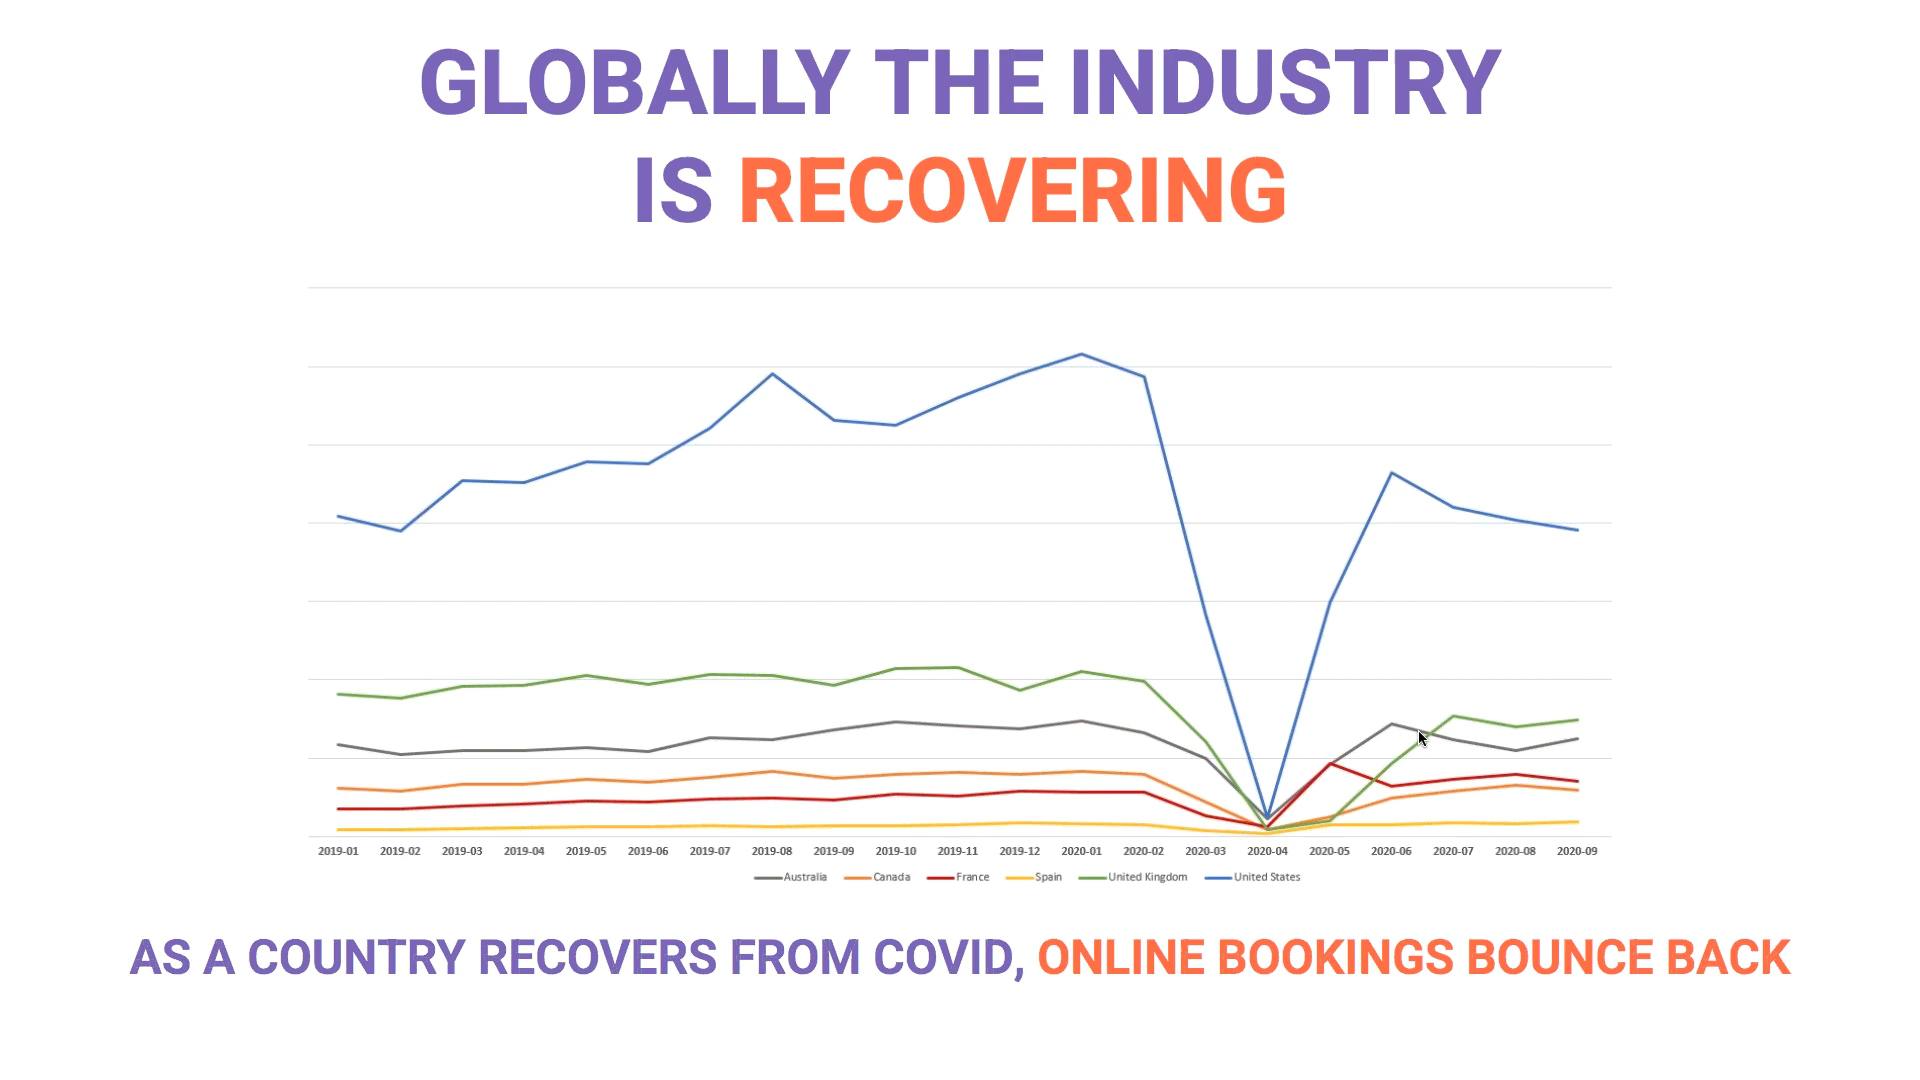 GLOBALLY THE INDUSTRY
IS RECOVERING
2019-01 2019-02 2019-03 2019-04 2019-05 2019-06 2019-07 2019-08 2019-09 2019-10 2019-11 2019-12 2020-01 2020-02 2020-03 2020-04 2020-05 2020-06 2020-07 2020-08 2020-09
Australia Canada France Spain United Kingdom United States
AS A COUNTRY RECOVERS FROM COVID, ONLINE BOOKINGS BOUNCE BACK